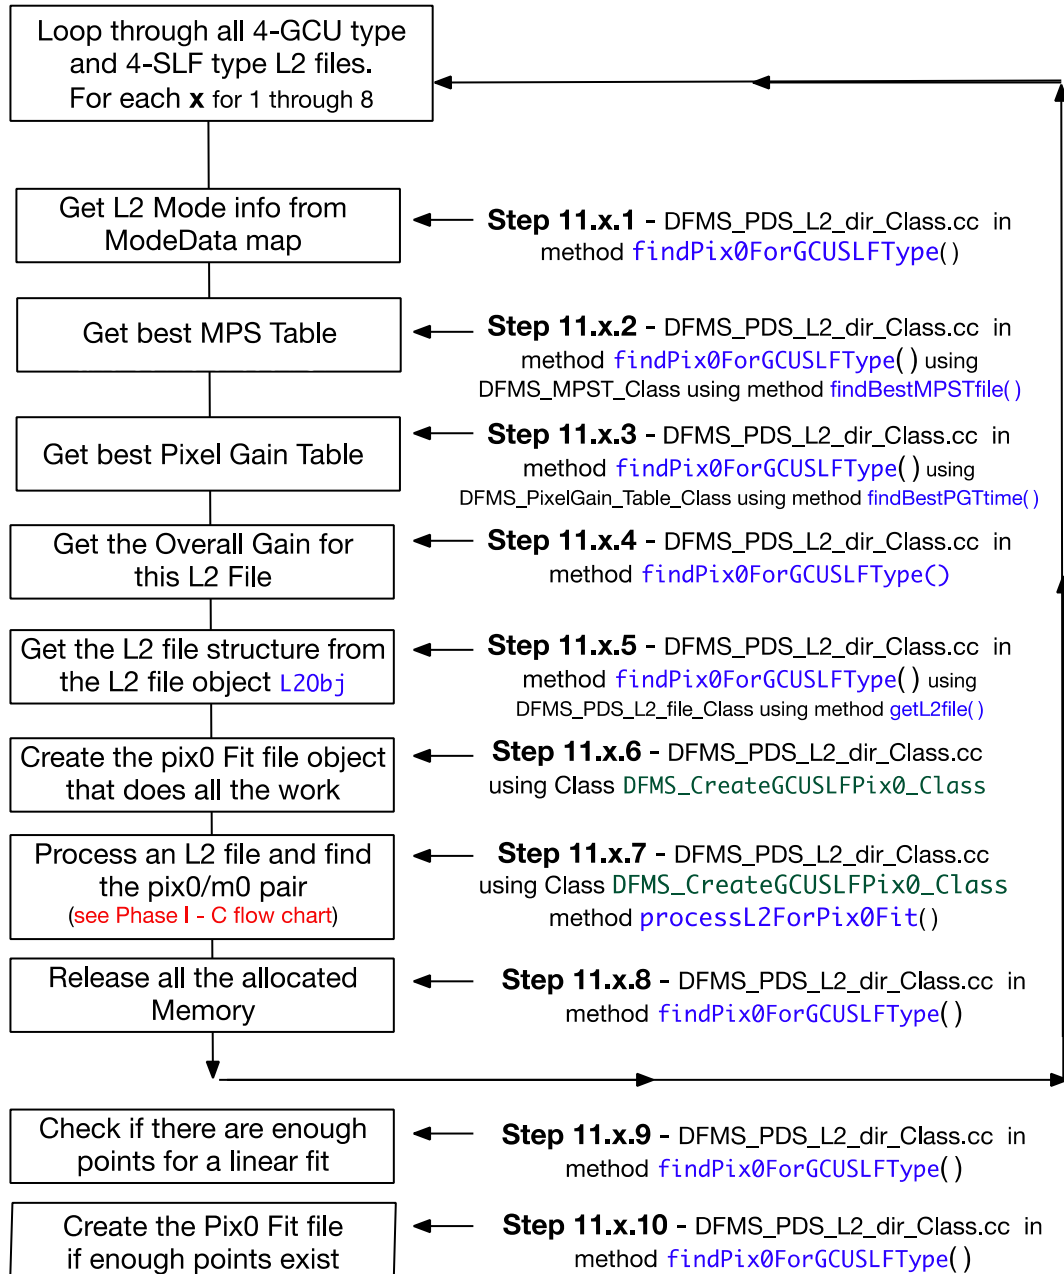 Loop through all 4-GCU type
and 4-SLF type L2 files.
For each x for 1 through 8
Get L2 Mode info from
ModeData map
Step 11.x.1 - DFMS_PDS_L2_dir_Class.cc in
method findPix0ForGCUSLFType()
Get best MPS Table
Step 11.x.2 - DFMS_PDS_L2_dir_Class.cc in
method findPix0ForGCUSLFType() using
DFMS_MPST_Class using method findBestMPSTfile()
Get best Pixel Gain Table
Step 11.x.3 - DFMS_PDS_L2_dir_Class.cc in
method findPix0ForGCUSLFType() using
DFMS_PixelGain_Table_Class using method findBestPGTtime()
Get the Overall Gain for
this L2 File
Step 11.x.4 - DFMS_PDS_L2_dir_Class.cc in
method findPix0ForGCUSLFType()
Get the L2 file structure from
the L2 file object L2Obj
Step 11.x.5 - DFMS_PDS_L2_dir_Class.cc in
method findPix0ForGCUSLFType() using
DFMS_PDS_L2_file_Class using method getL2file()
Create the pix0 Fit file object
that does all the work
Step 11.x.6 - DFMS_PDS_L2_dir_Class.cc
using Class DFMS_CreateGCUSLFPix0_Class
Process an L2 file and find
the pix0/m0 pair
(see Phase I - C flow chart)
Step 11.x.7 - DFMS_PDS_L2_dir_Class.cc
using Class DFMS_CreateGCUSLFPix0_Class
method processL2ForPix0Fit()
Release all the allocated
Memory
Step 11.x.8 - DFMS_PDS_L2_dir_Class.cc in
method findPix0ForGCUSLFType()
Check if there are enough
points for a linear fit
Step 11.x.9 - DFMS_PDS_L2_dir_Class.cc in
method findPix0ForGCUSLFType()
Create the Pix0 Fit file
if enough points exist
Step 11.x.10 - DFMS_PDS_L2_dir_Class.cc in
method findPix0ForGCUSLFType()